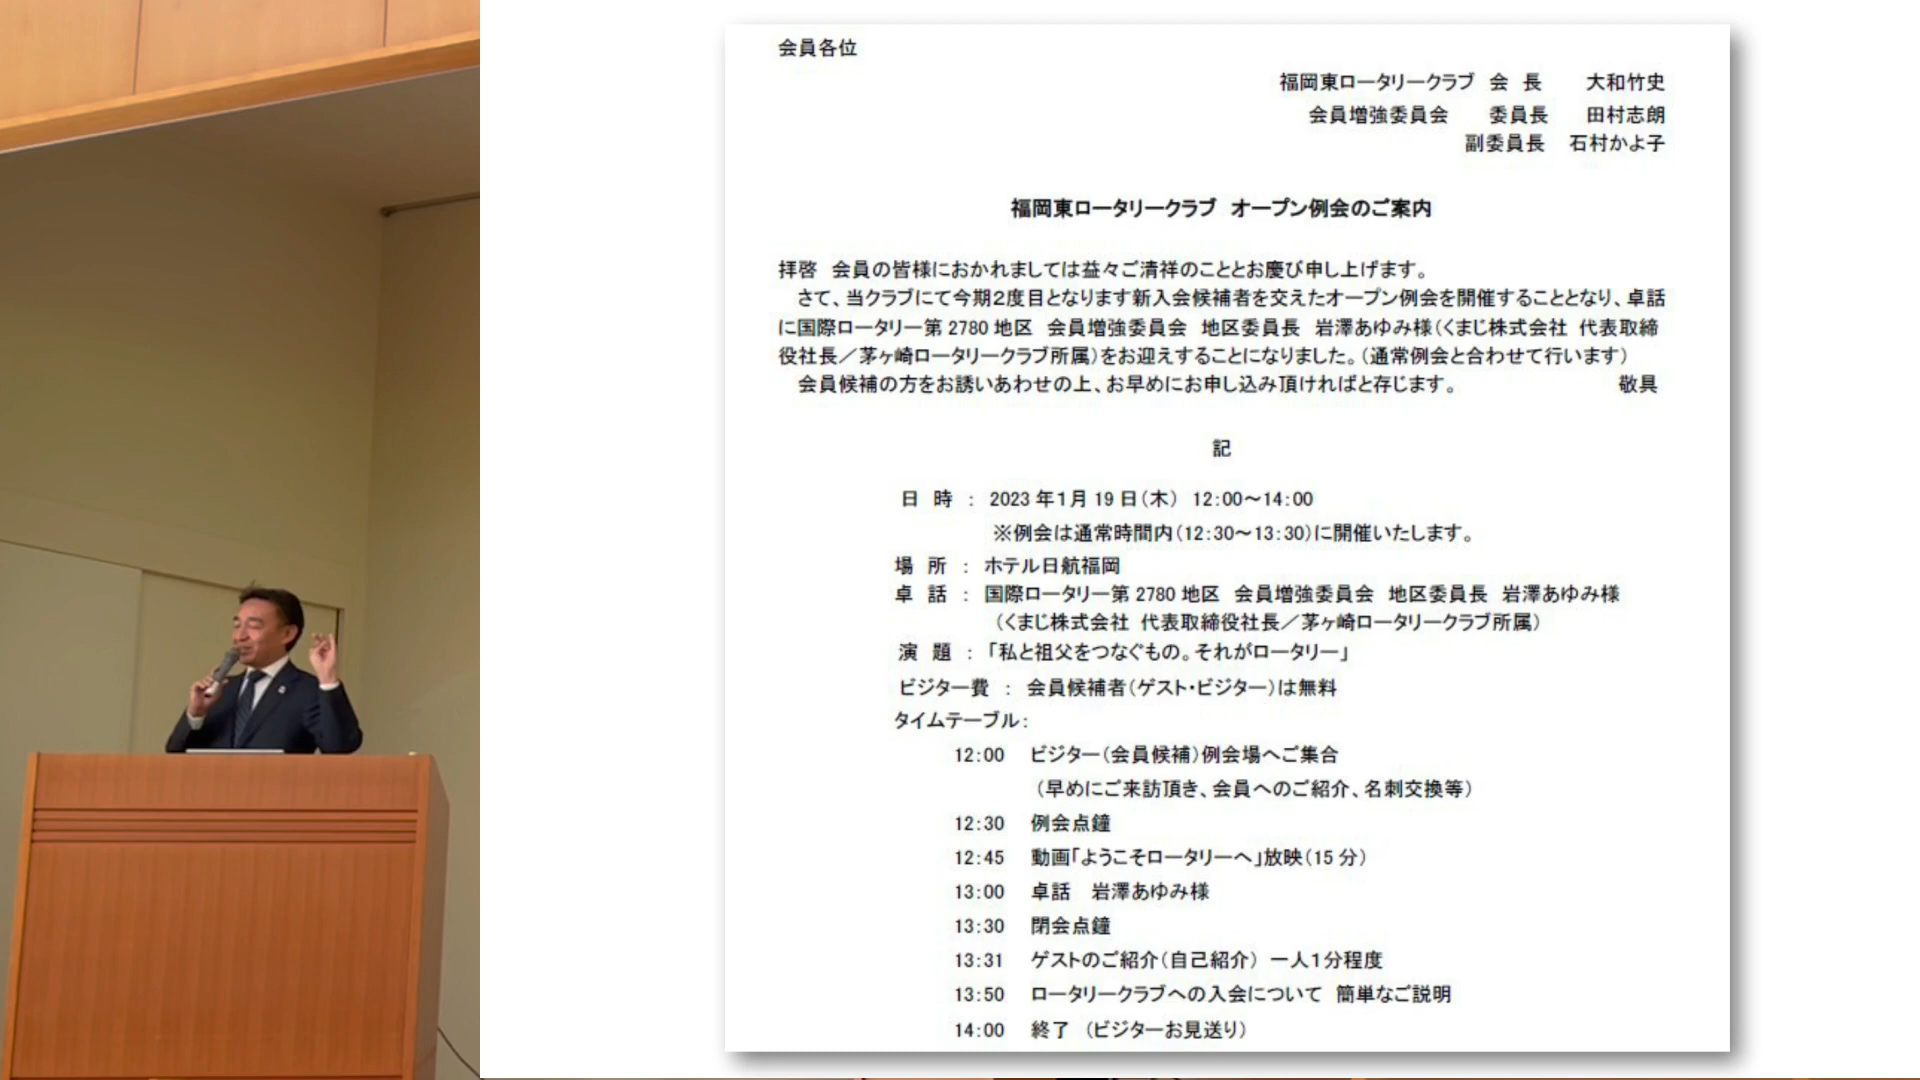 会員各位
福岡東ロータリークラブ 会 長 大和竹史
会員増強委員会 委員長 田村志朗
副委員長 石村かよ子
福岡東ロータリークラブ オープン例会のご案内
拝啓 会員の皆様におかれましては益々ご清祥のこととお慶び申し上げます。
さて、当クラブにて今期2度目となります新入会候補者を交えたオープン例会を開催することとなり、卓話
に国際ロータリー第 2780 地区 会員増強委員会 地区委員長 岩澤あゆみ様(くまじ株式会社 代表取締
役社長/茅ヶ崎ロータリークラブ所属)をお迎えすることになりました。(通常例会と合わせて行います)
会員候補の方をお誘いあわせの上、お早めにお申し込み頂ければと存じます。 敬具
記
日 時 : 2023 年1月 19 日(木) 12:00~14:00
※例会は通常時間内(12:30~13:30)に開催いたします。
場 所 : ホテル日航福岡
卓 話 : 国際ロータリー第 2780 地区 会員増強委員会 地区委員長 岩澤あゆみ様
(くまじ株式会社 代表取締役社長/茅ヶ崎ロータリークラブ所属)
演 題 : 「私と祖父をつなぐもの。それがロータリー」
ビジター費 : 会員候補者(ゲスト・ビジター)は無料
タイムテーブル:
12:00 ビジター(会員候補)例会場へご集合
(早めにご来訪頂き、会員へのご紹介、名刺交換等)
12:30 例会点鐘
12:45 動画「ようこそロータリーへ」放映(15 分)
13:00 卓話 岩澤あゆみ様
13:30 閉会点鐘
13:31 ゲストのご紹介(自己紹介) 一人1分程度
13:50 ロータリークラブへの入会について 簡単なご説明
14:00 終了 (ビジターお見送り)